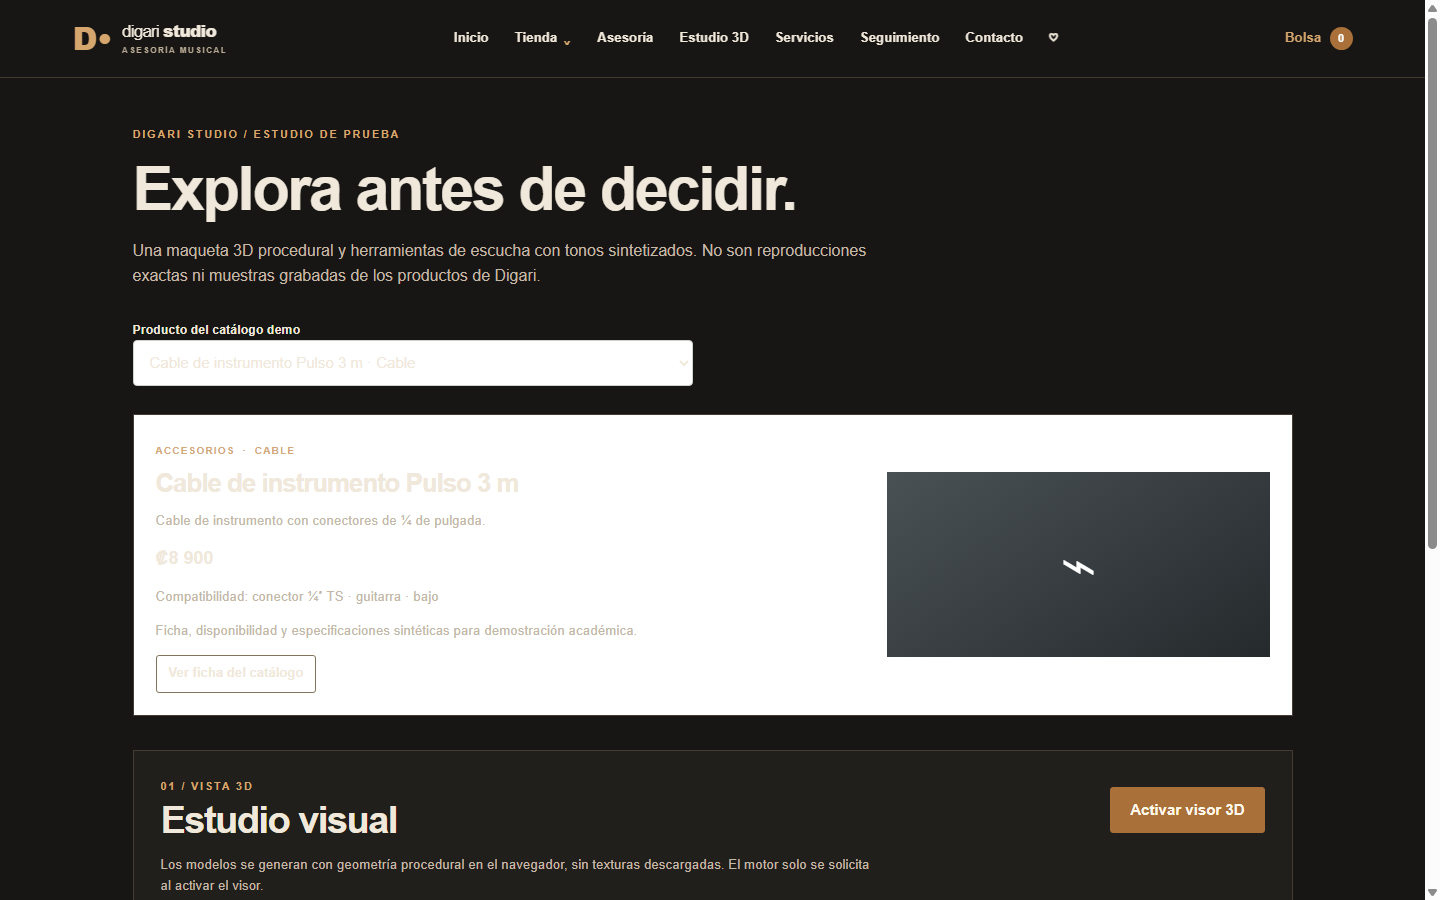 D•
digari studio
ASESORÍA MUSICAL
Inicio
Tienda
Asesoría
Estudio 3D
Servicios
Seguimiento
Contacto
Bolsa 0
DIGARI STUDIO / ESTUDIO DE PRUEBA
Explora antes de decidir.
Una maqueta 3D procedural y herramientas de escucha con tonos sintetizados. No son reproducciones
exactas ni muestras grabadas de los productos de Digari.
Producto del catálogo demo
Cable de instrumento Pulso 3 m · Cable
ACCESORIOS · CABLE
Cable de instrumento Pulso 3 m
Cable de instrumento con conectores de ¼ de pulgada.
₡8 900
Compatibilidad: conector ¼″ TS · guitarra · bajo
Ficha, disponibilidad y especificaciones sintéticas para demostración académica.
Ver ficha del catálogo
01 / VISTA 3D
Estudio visual
Activar visor 3D
Los modelos se generan con geometría procedural en el navegador, sin texturas descargadas. El motor solo se solicita
al activar el visor.